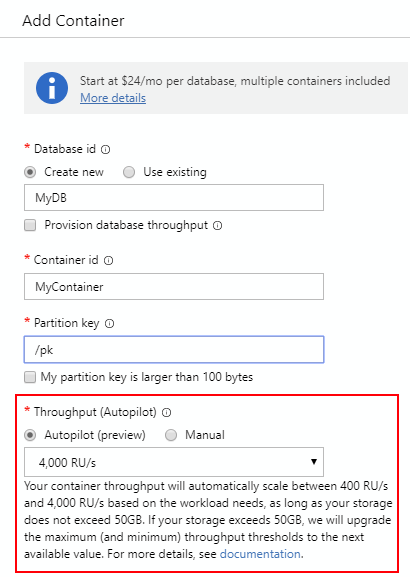 Add Container
Start at $24/mo per database, multiple containers included
More details
* Database id
Create new Use existing
MyDB
Provision database throughput
* Container id
MyContainer
* Partition key
/pk
My partition key is larger than 100 bytes
* Throughput (Autopilot)
Autopilot (preview) Manual
4,000 RU/s
Your container throughput will automatically scale between 400 RU/s
and 4,000 RU/s based on the workload needs, as long as your storage
does not exceed 50GB. If your storage exceeds 50GB, we will upgrade
the maximum (and minimum) throughput thresholds to the next
available value. For more details, see documentation.